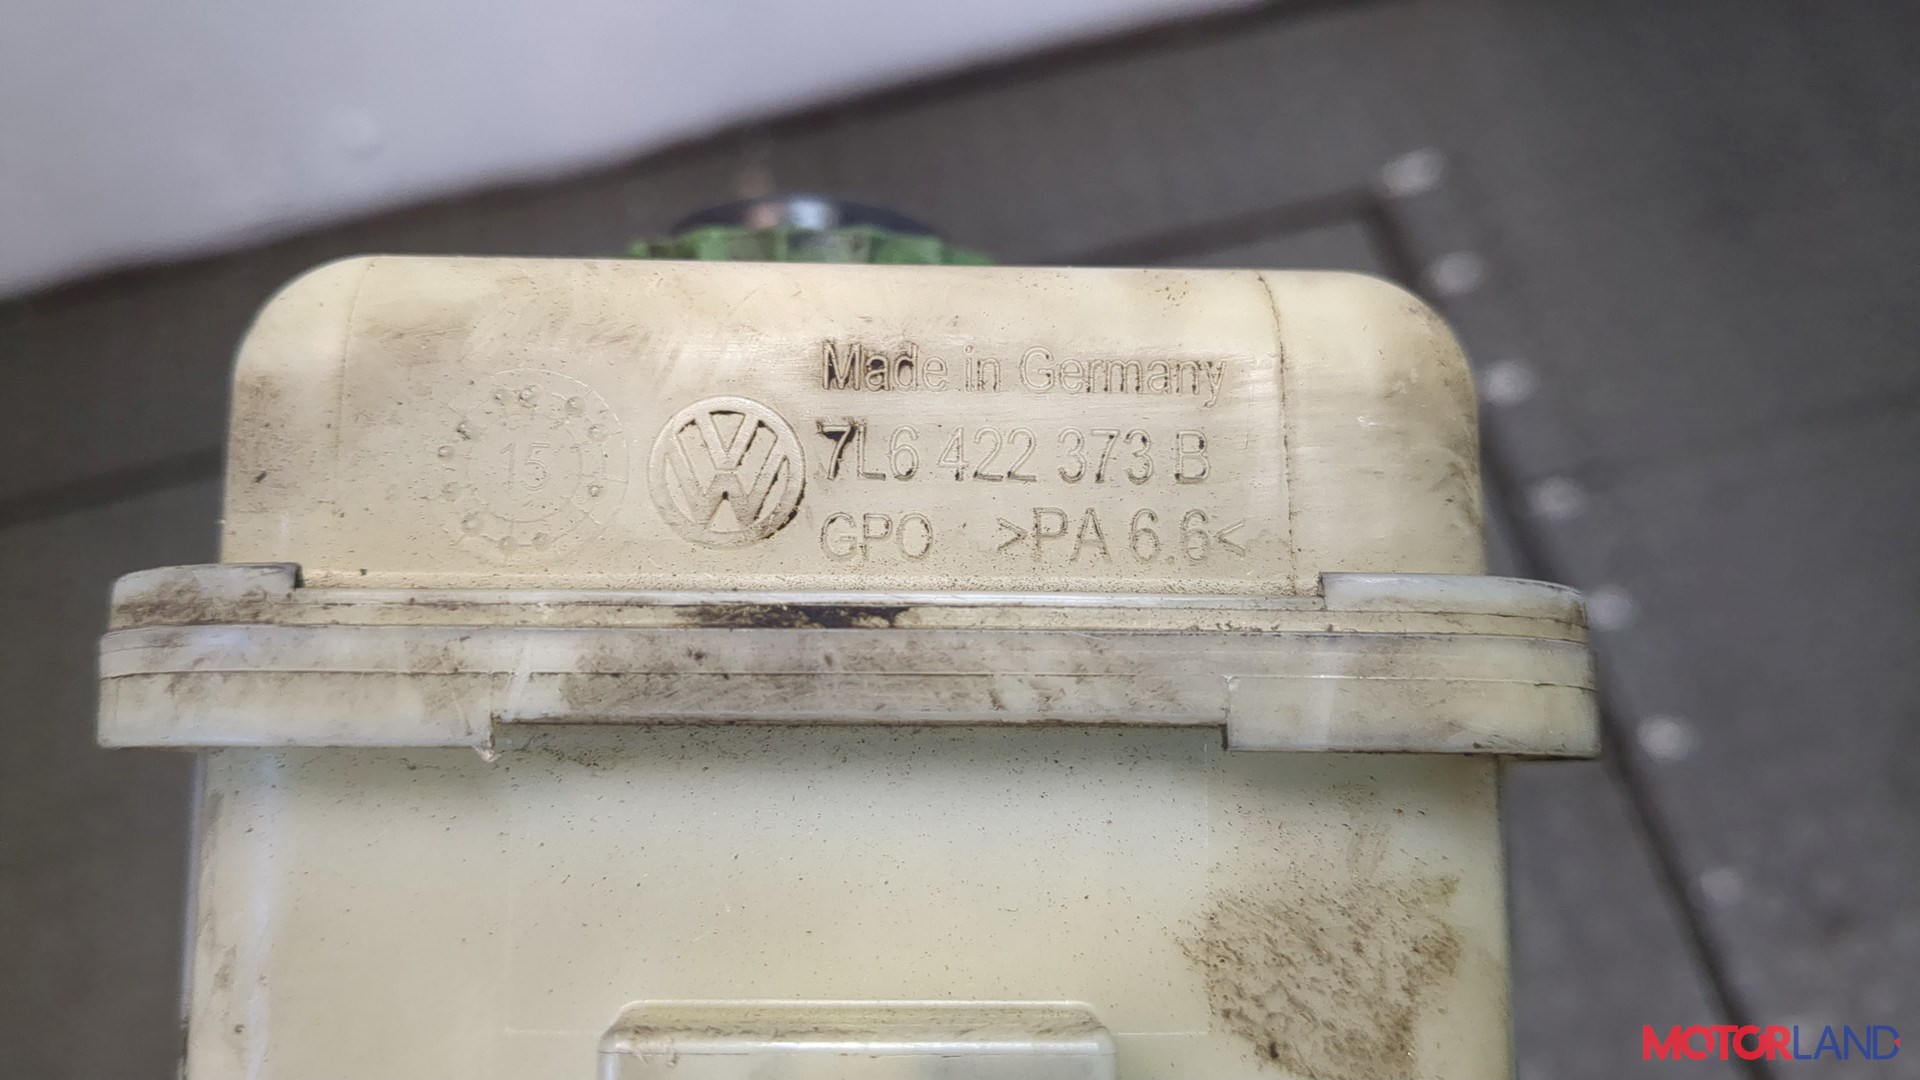 Made in Germany
15
7L6 422 373 B
GPO >PA 6.6<
MOTORLAND